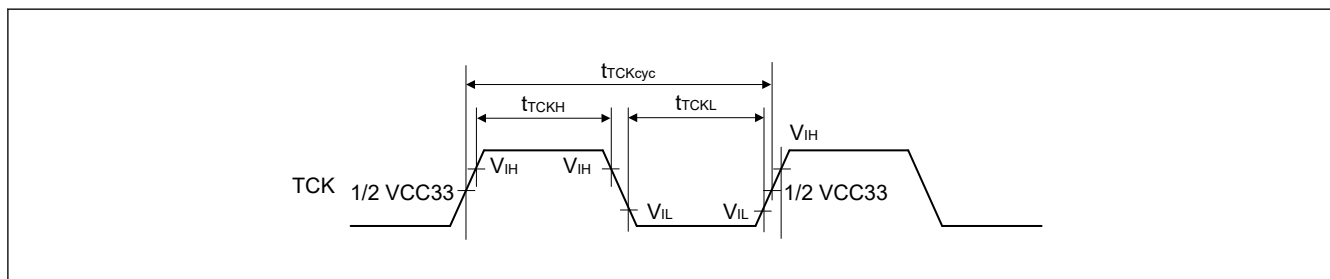 tTCKcyc
tTCKH
tTCKL
VIH
VIH
VIH
TCK
1/2 VCC33
1/2 VCC33
VIL
VIL